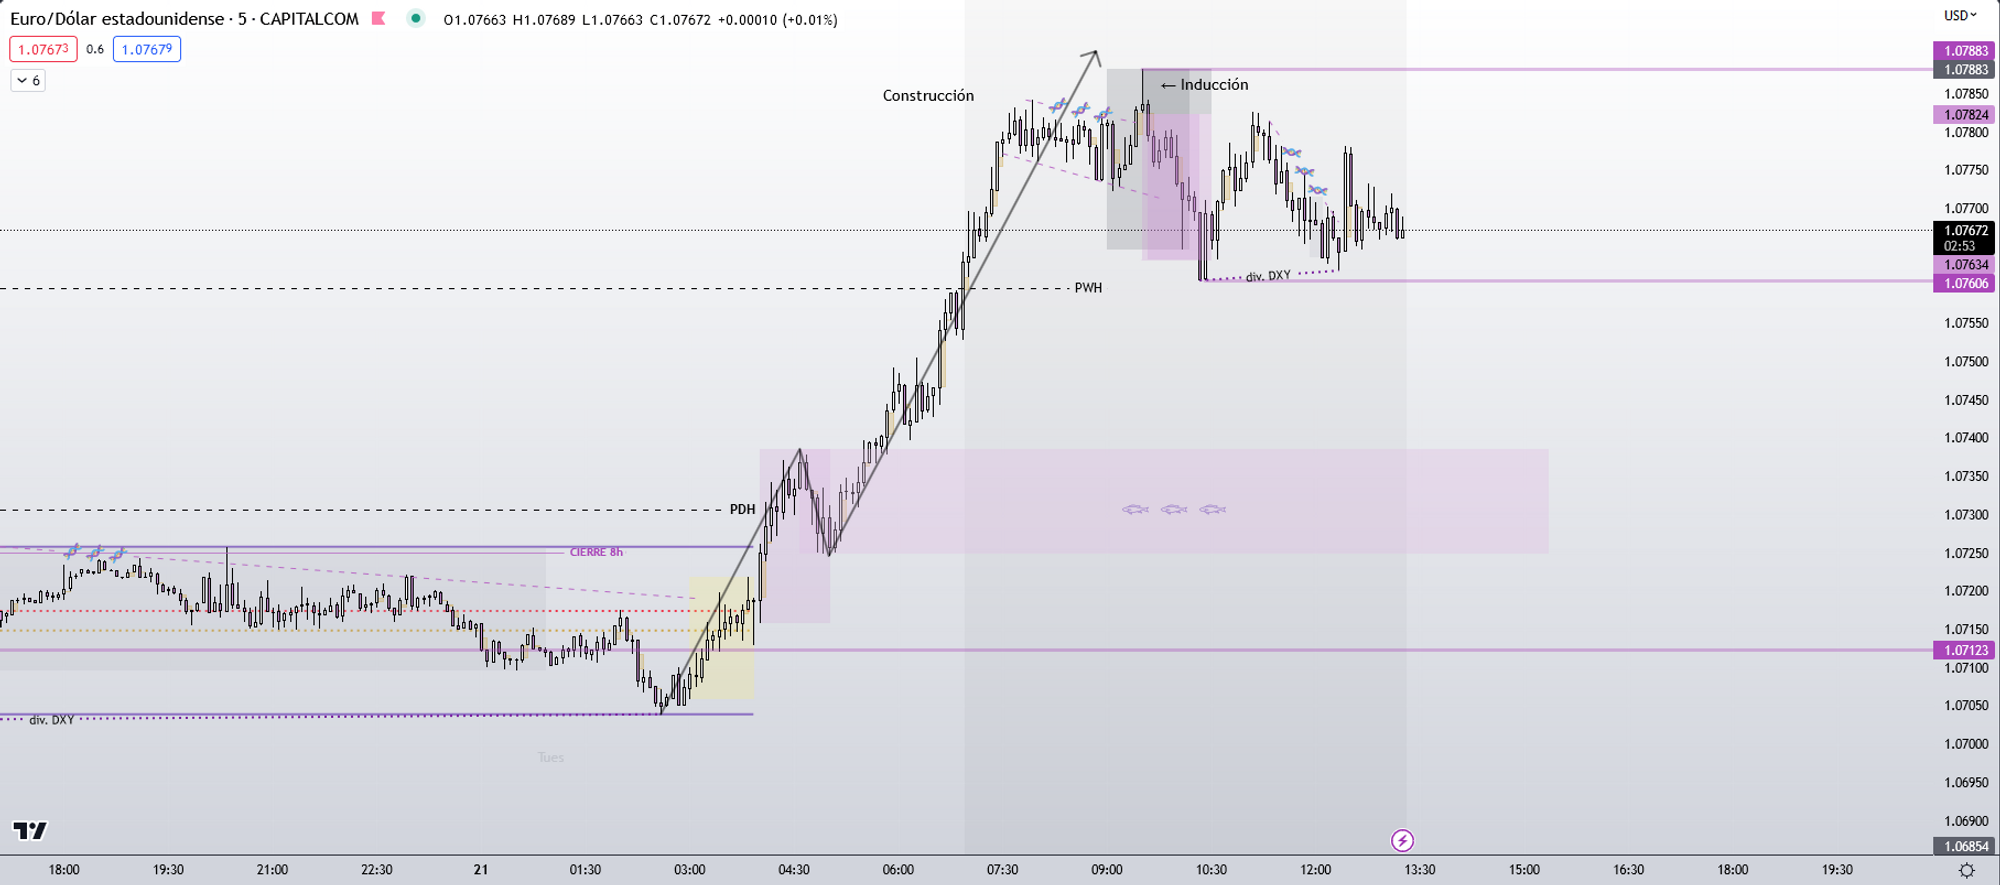 Euro/Dólar estadounidense · 5 · CAPITALCOM O1.07663 H1.07689 L1.07663 C1.07672 +0.00010 (+0.01%)
USD
1.07673 0.6 1.07679
6
1.07883
1.07883
1.07850
1.07824
1.07800
1.07750
1.07700
1.07672
02:53
1.07634
1.07606
1.07550
1.07500
1.07450
1.07400
1.07350
1.07300
1.07250
1.07200
1.07150
1.07123
1.07100
1.07050
1.07000
1.06950
1.06900
1.06854
Construcción
← Inducción
div. DXY
PWH
PDH
CIERRE 8h
div. DXY
Tues
18:00 19:30 21:00 22:30 21 01:30 03:00 04:30 06:00 07:30 09:00 10:30 12:00 13:30 15:00 16:30 18:00 19:30